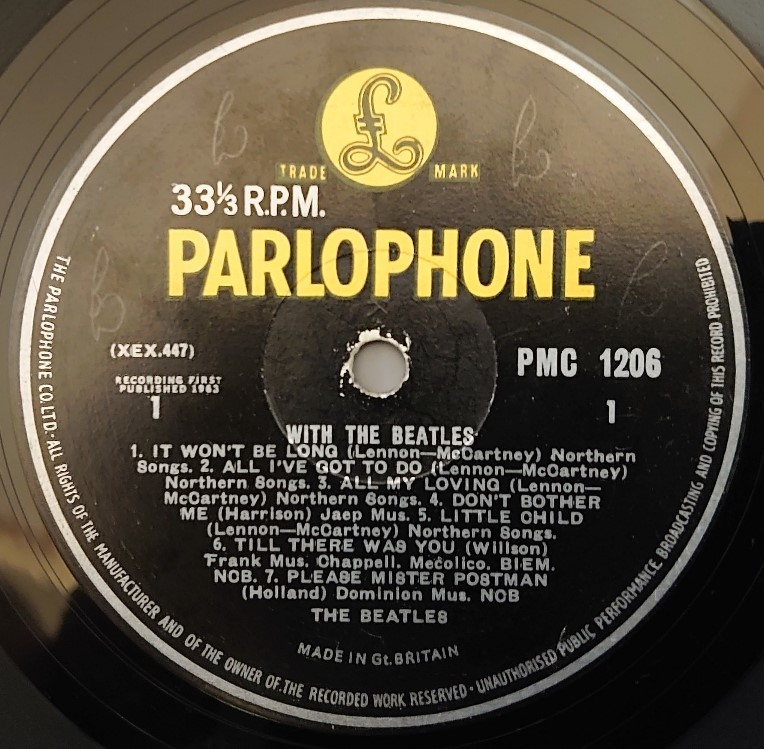 £
TRADE MARK
33⅓ R.P.M.
PARLOPHONE
(XEX.447)
PMC 1206
RECORDING FIRST
PUBLISHED 1963
1
1
WITH THE BEATLES
1. IT WON'T BE LONG (Lennon—McCartney) Northern
Songs. 2. ALL I'VE GOT TO DO (Lennon—McCartney)
Northern Songs. 3. ALL MY LOVING (Lennon—
McCartney) Northern Songs. 4. DON'T BOTHER
ME (Harrison) Jaep Mus. 5. LITTLE CHILD
(Lennon—McCartney) Northern Songs.
6. TILL THERE WAS YOU (Willson)
Frank Mus. Chappell. Mecolico. BIEM.
NOB. 7. PLEASE MISTER POSTMAN
(Holland) Dominion Mus. NOB
THE BEATLES
MADE IN Gt. BRITAIN
THE PARLOPHONE CO. LTD. · ALL RIGHTS OF THE MANUFACTURER AND OF THE OWNER OF THE RECORDED WORK RESERVED · UNAUTHORISED PUBLIC PERFORMANCE BROADCASTING AND COPYING OF THIS RECORD PROHIBITED